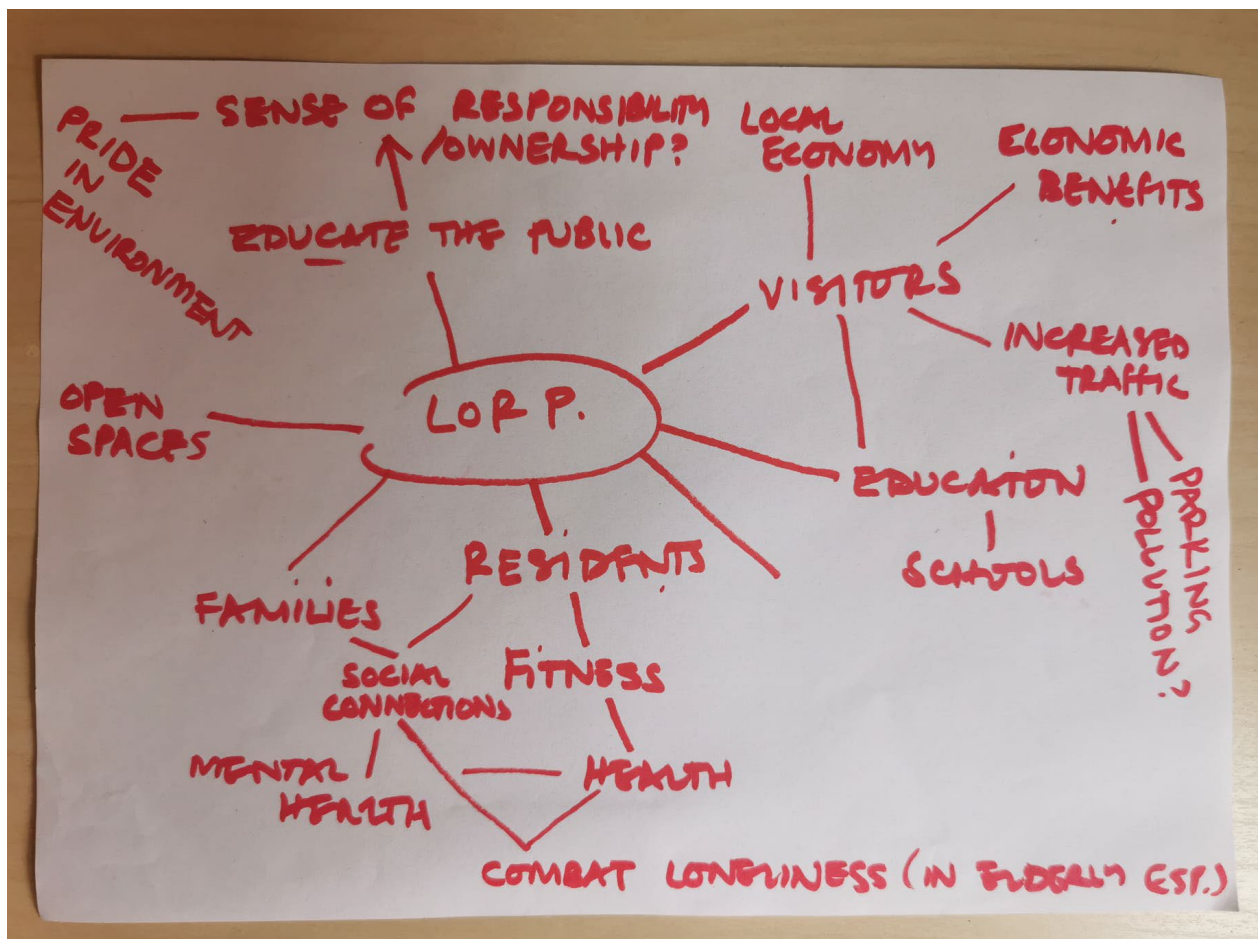 PRIDE
IN
ENVIRONMENT
SENSE OF RESPONSIBILITY
/OWNERSHIP?
EDUCATE THE PUBLIC
LOCAL
ECONOMY
ECONOMIC
BENEFITS
VISITORS
INCREASED
TRAFFIC
PARKING
POLLUTION?
OPEN
SPACES
LORP.
EDUCATION
SCHOOLS
RESIDENTS
FAMILIES
SOCIAL
CONNECTIONS
FITNESS
MENTAL
HEALTH
HEALTH
COMBAT LONELINESS (IN ELDERLY ESP.)